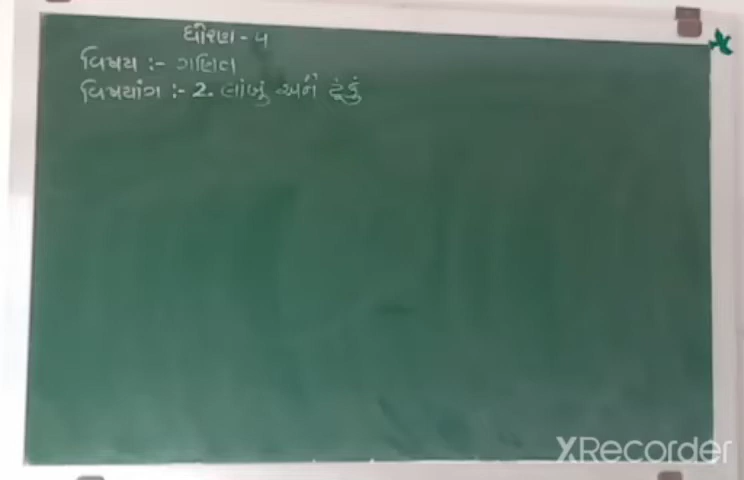 ધોરણ - ૫
વિષય :- ગણિત
વિષયાંગ :- 2. લાંબું અને ટૂંકું
XRecorder